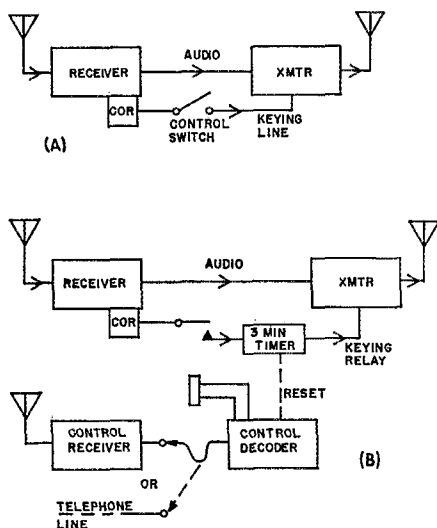 AUDIO
RECEIVER
XMTR
COR
CONTROL
SWITCH
KEYING
LINE
(A)
AUDIO
RECEIVER
XMTR
COR
3 MIN
TIMER
KEYING
RELAY
RESET
CONTROL
RECEIVER
CONTROL
DECODER
(B)
OR
TELEPHONE
LINE